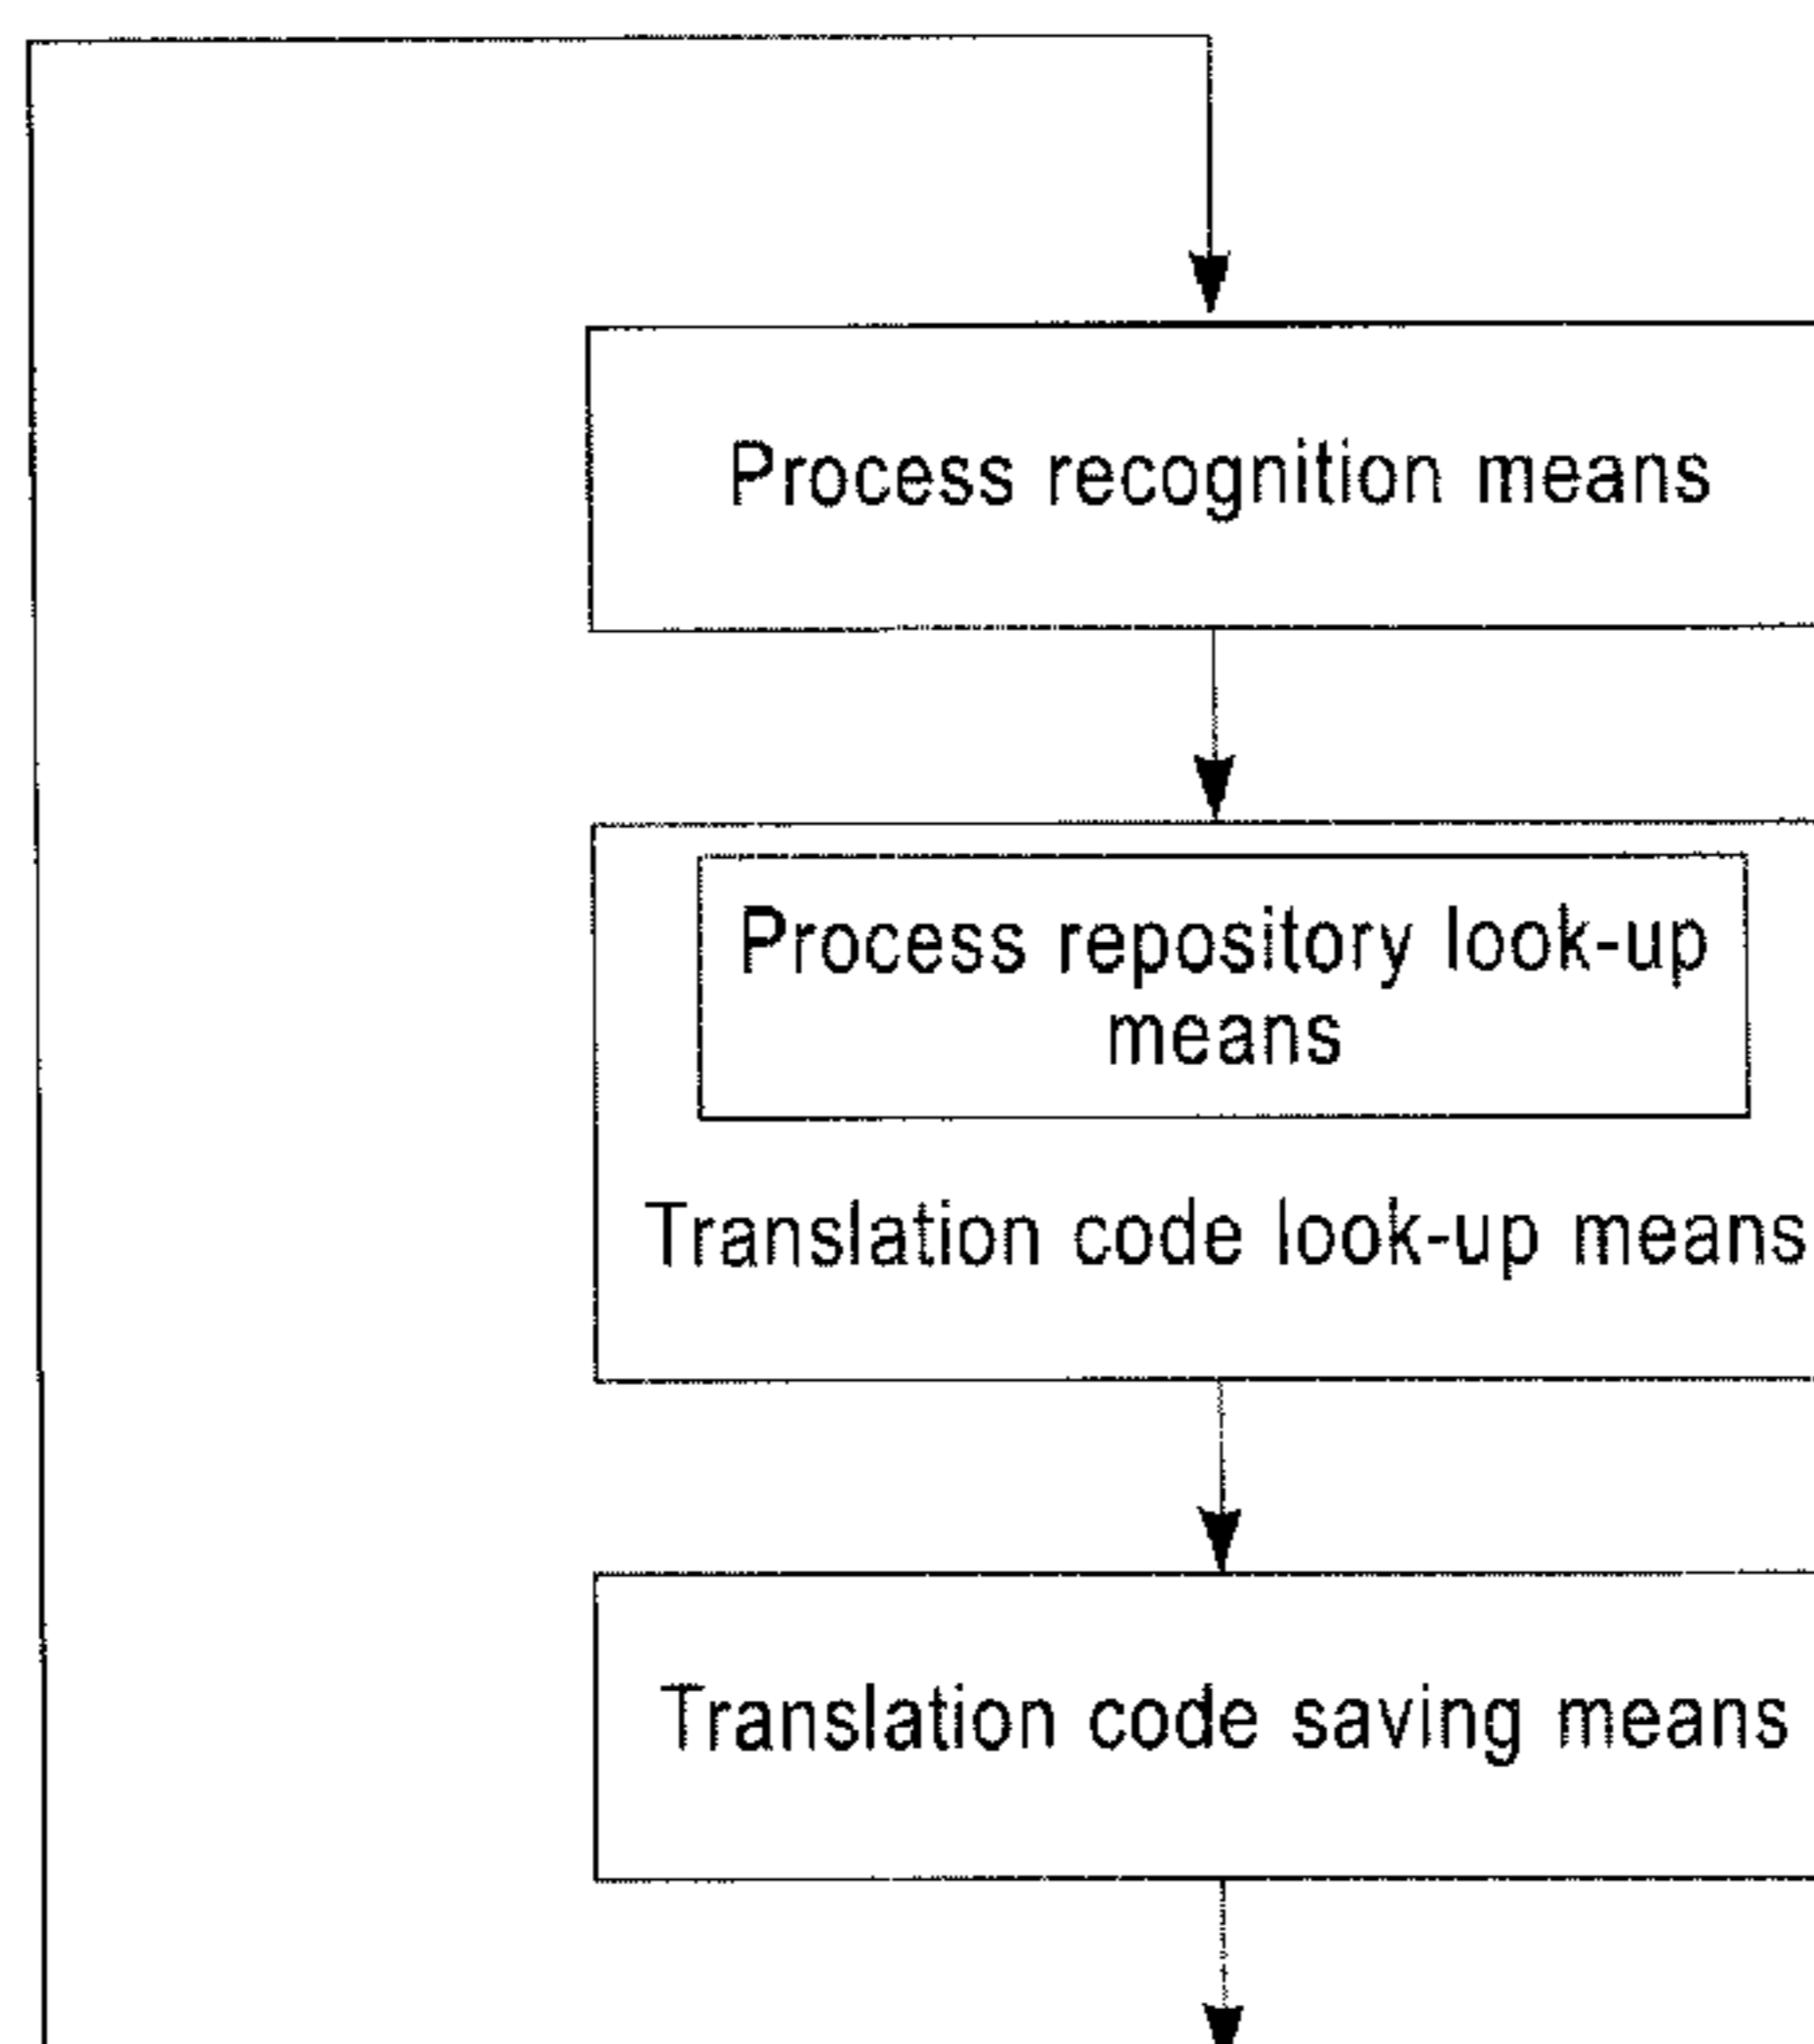 Process recognition means
Process repository look-up
means
Translation code look-up means
Translation code saving means